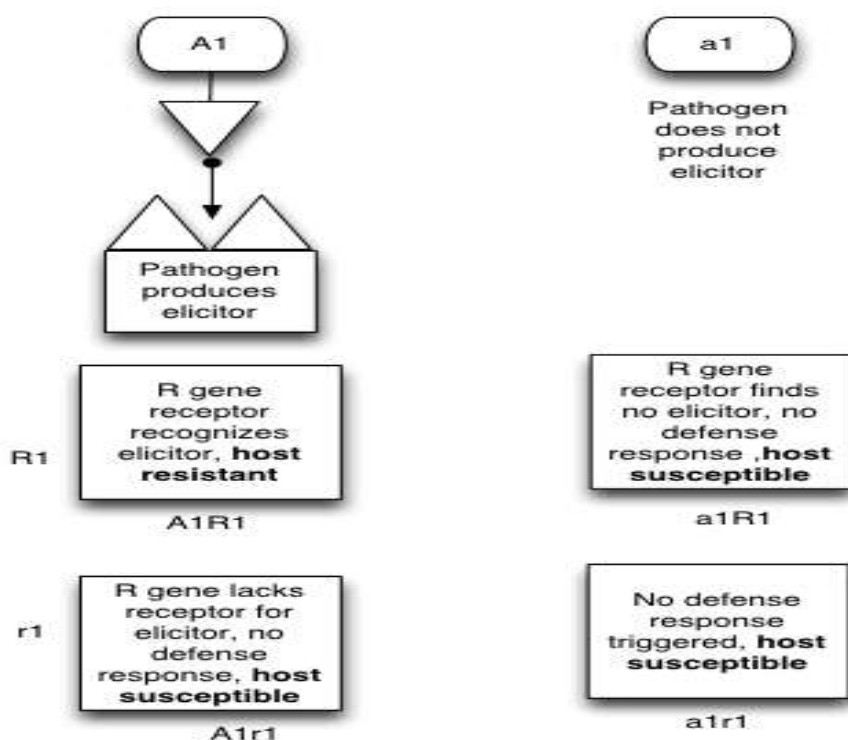 A1
a1
Pathogen
does not
produce
elicitor
Pathogen
produces
elicitor
R1
R gene
receptor
recognizes
elicitor, host
resistant
A1R1
R gene
receptor finds
no elicitor, no
defense
response ,host
susceptible
a1R1
r1
R gene lacks
receptor for
elicitor, no
defense
response, host
susceptible
A1r1
No defense
response
triggered, host
susceptible
a1r1